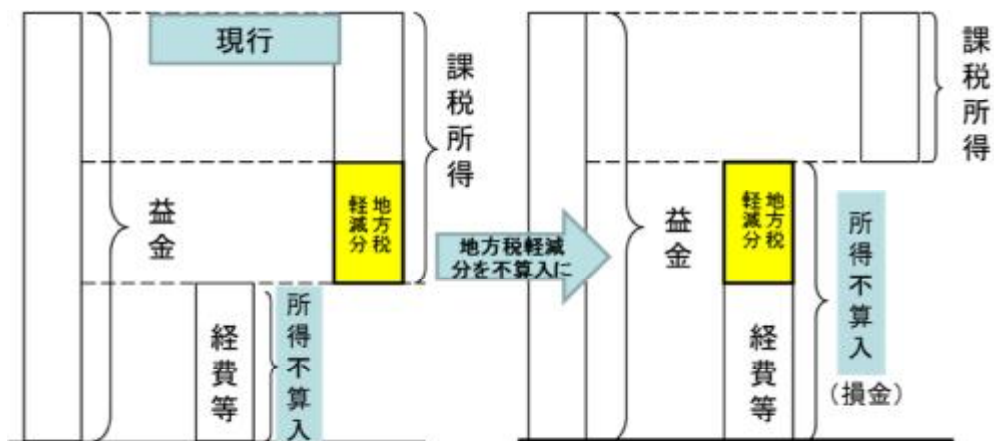 現行
課税所得
益金
地方税
軽減分
経費等
所得不算入
地方税軽減
分を不算入に
課税所得
益金
地方税
軽減分
経費等
所得不算入
（損金）